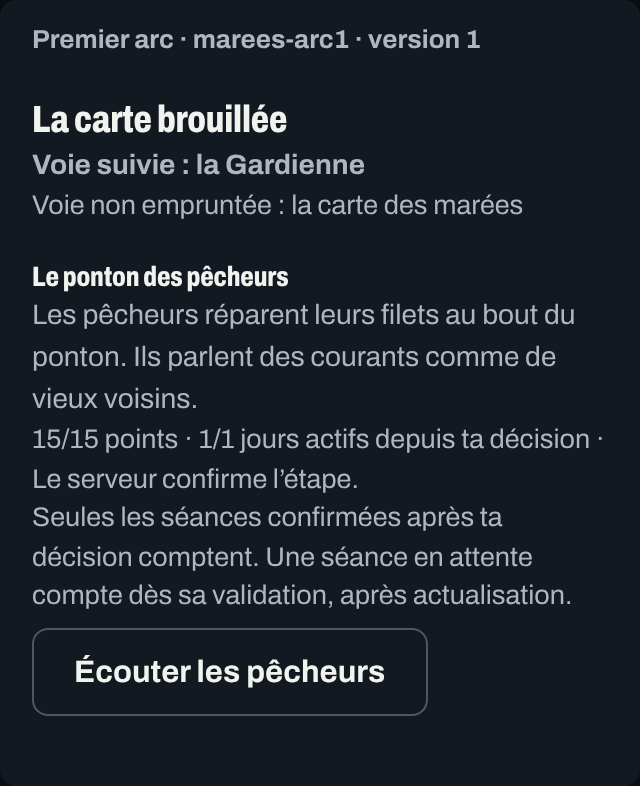 Premier arc · marees-arc1 · version 1
La carte brouillée
Voie suivie : la Gardienne
Voie non empruntée : la carte des marées
Le ponton des pêcheurs
Les pêcheurs réparent leurs filets au bout du
ponton. Ils parlent des courants comme de
vieux voisins.
15/15 points · 1/1 jours actifs depuis ta décision ·
Le serveur confirme l’étape.
Seules les séances confirmées après ta
décision comptent. Une séance en attente
compte dès sa validation, après actualisation.
Écouter les pêcheurs